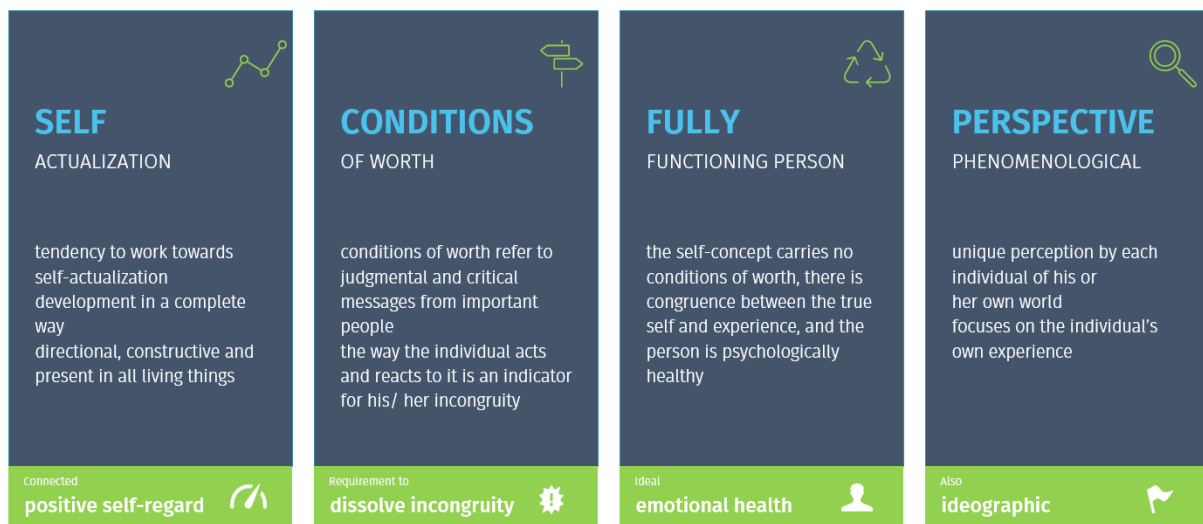 SELF
ACTUALIZATION
tendency to work towards
self-actualization
development in a complete
way
directional, constructive and
present in all living things
Connected
positive self-regard
CONDITIONS
OF WORTH
conditions of worth refer to
judgmental and critical
messages from important
people
the way the individual acts
and reacts to it is an indicator
for his/ her incongruity
Requirement to
dissolve incongruity
FULLY
FUNCTIONING PERSON
the self-concept carries no
conditions of worth, there is
congruence between the true
self and experience, and the
person is psychologically
healthy
Ideal
emotional health
PERSPECTIVE
PHENOMENOLOGICAL
unique perception by each
individual of his or
her own world
focuses on the individual's
own experience
Also
ideographic